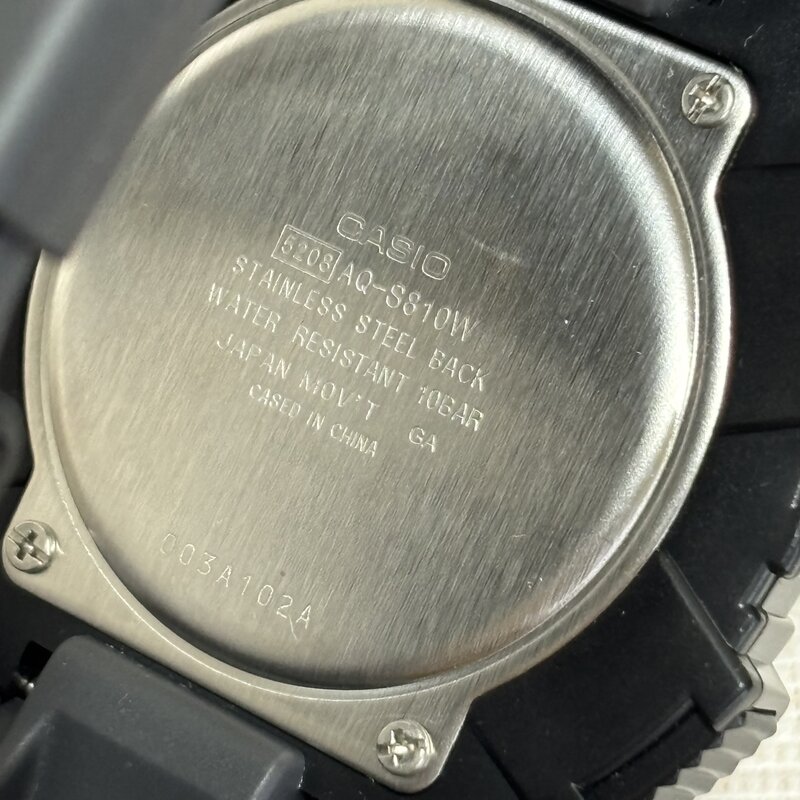 CASIO
5208 AQ-S810W
STAINLESS STEEL BACK
WATER RESISTANT 10BAR
JAPAN MOV'T GA
CASED IN CHINA
003A102A